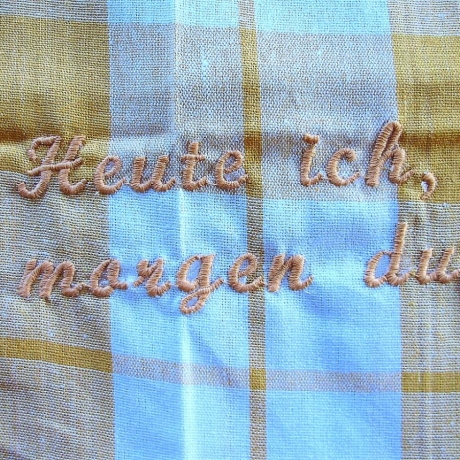 Heute ich,
morgen du